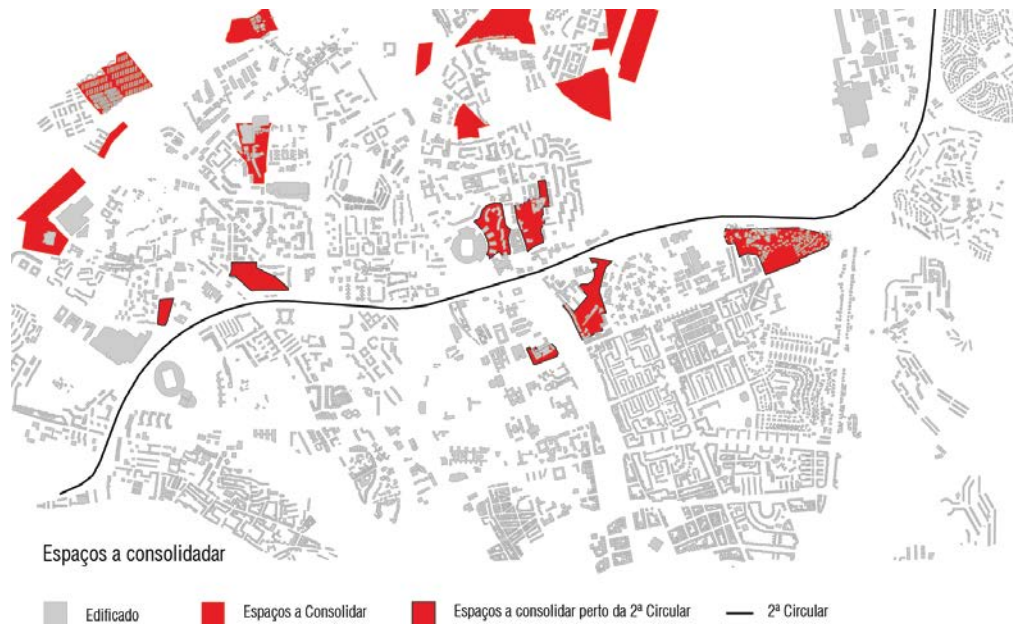 Espaços a consolidadar
Edificado
Espaços a Consolidar
Espaços a consolidar perto da 2ª Circular
2ª Circular